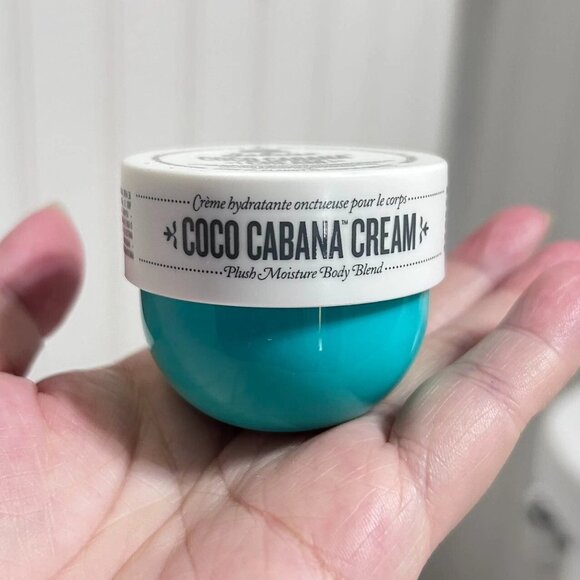 Crème hydratante onctueuse pour le corps
COCO CABANA™ CREAM
Plush Moisture Body Blend